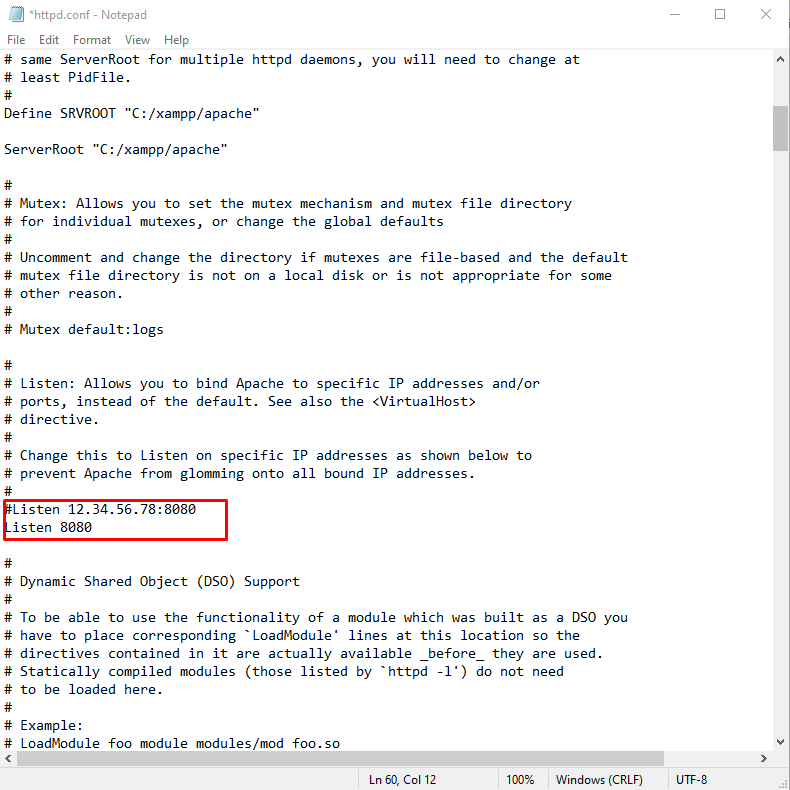 *httpd.conf - Notepad
File Edit Format View Help
# same ServerRoot for multiple httpd daemons, you will need to change at
# least PidFile.
#
Define SRVROOT "C:/xampp/apache"
ServerRoot "C:/xampp/apache"
#
# Mutex: Allows you to set the mutex mechanism and mutex file directory
# for individual mutexes, or change the global defaults
#
# Uncomment and change the directory if mutexes are file-based and the default
# mutex file directory is not on a local disk or is not appropriate for some
# other reason.
#
# Mutex default:logs
#
# Listen: Allows you to bind Apache to specific IP addresses and/or
# ports, instead of the default. See also the <VirtualHost>
# directive.
#
# Change this to Listen on specific IP addresses as shown below to
# prevent Apache from glomming onto all bound IP addresses.
#
#Listen 12.34.56.78:8080
Listen 8080
#
# Dynamic Shared Object (DSO) Support
#
# To be able to use the functionality of a module which was built as a DSO you
# have to place corresponding `LoadModule' lines at this location so the
# directives contained in it are actually available _before_ they are used.
# Statically compiled modules (those listed by `httpd -l') do not need
# to be loaded here.
#
# Example:
# LoadModule foo_module modules/mod_foo.so
Ln 60, Col 12 100% Windows (CRLF) UTF-8